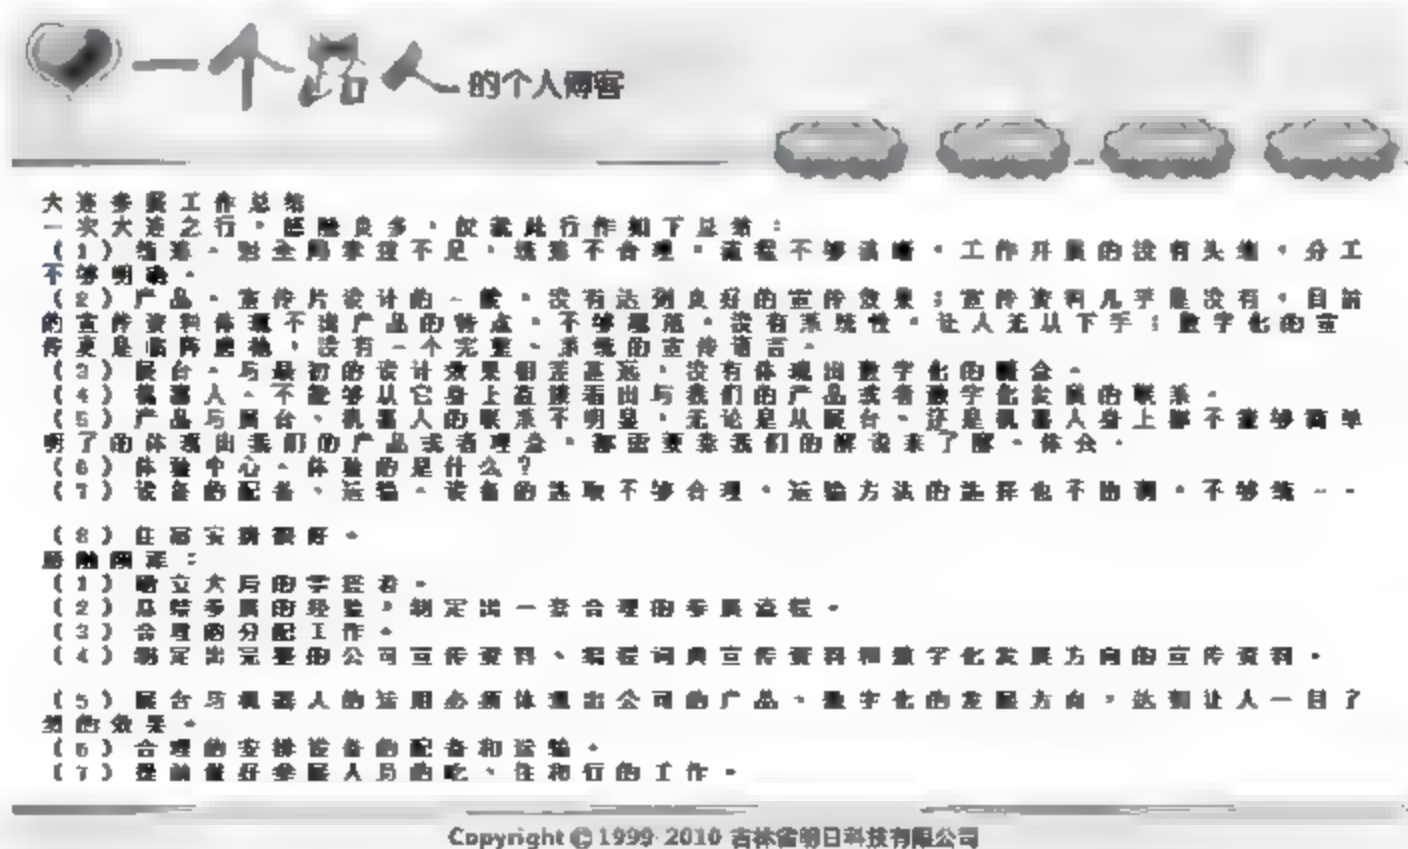 一个路人的个人博客
大连参展工作总结
一次大连之行，感触良多，仅就此行作如下总结：
（1）筹建。对全局掌控不足，统筹不合理，流程不够清晰，工作开展的没有头绪，分工
不够明确。
（2）产品。宣传片设计的一般，没有达到良好的宣传效果；宣传资料几乎是没有，目前
的宣传资料体现不出产品的特点，不够规范，没有系统性，让人无从下手；数字化的宣
传更是临阵磨枪，没有一个完整、系统的宣传语言。
（3）展台。与最初的设计效果相差甚远，没有体现出数字化的概念。
（4）机器人。不能够从它身上直接看出与我们的产品或者数字化发展的联系。
（5）产品与展台、机器人的联系不明显，无论是从展台、还是机器人身上都不能够简单
明了的体现出我们的产品或者理念，都需要来我们的解说来了解、体会。
（6）体验中心。体验的是什么？
（7）设备的配备、运输。设备的选取不够合理，运输方法的选择也不协调，不够统一。
（8）住宿安排很好。
（1）确立大局的掌控者。
（2）总结参展的经验，制定出一套合理的参展流程。
（3）合理的分配工作。
（4）制定出完整的公司宣传资料、编程词典宣传资料和数字化发展方向的宣传资料。
（5）展台与机器人的运用必须体现出公司的产品、数字化的发展方向，达到让人一目了
然的效果。
（6）合理的安排设备的配备和运输。
（7）提前做好参展人员的吃、住和行的工作。
Copyright © 1999-2010 吉林省明日科技有限公司